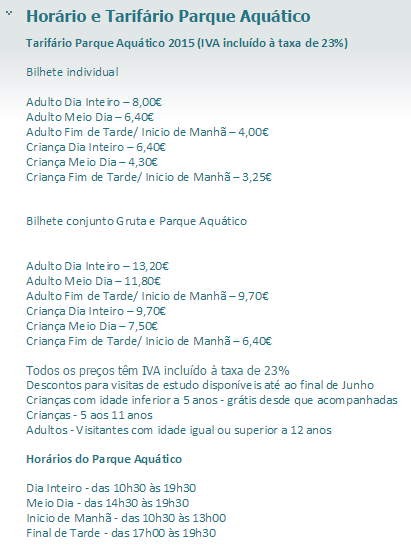 Horário e Tarifário Parque Aquático
Tarifário Parque Aquático 2015 (IVA incluído à taxa de 23%)
Bilhete individual
Adulto Dia Inteiro – 8,00€
Adulto Meio Dia – 6,40€
Adulto Fim de Tarde/ Inicio de Manhã – 4,00€
Criança Dia Inteiro – 6,40€
Criança Meio Dia – 4,30€
Criança Fim de Tarde/ Inicio de Manhã – 3,25€
Bilhete conjunto Gruta e Parque Aquático
Adulto Dia Inteiro – 13,20€
Adulto Meio Dia – 11,80€
Adulto Fim de Tarde/ Inicio de Manhã – 9,70€
Criança Dia Inteiro – 9,70€
Criança Meio Dia – 7,50€
Criança Fim de Tarde/ Inicio de Manhã – 6,40€
Todos os preços têm IVA incluído à taxa de 23%
Descontos para visitas de estudo disponíveis até ao final de Junho
Crianças com idade inferior a 5 anos - grátis desde que acompanhadas
Crianças - 5 aos 11 anos
Adultos - Visitantes com idade igual ou superior a 12 anos
Horários do Parque Aquático
Dia Inteiro - das 10h30 às 19h30
Meio Dia - das 14h30 às 19h30
Inicio de Manhã - das 10h30 às 13h00
Final de Tarde - das 17h00 às 19h30